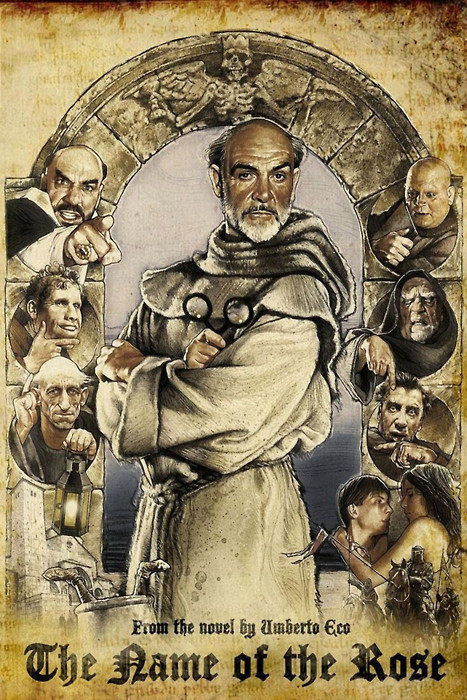 From the novel by Umberto Eco
The Name of the Rose